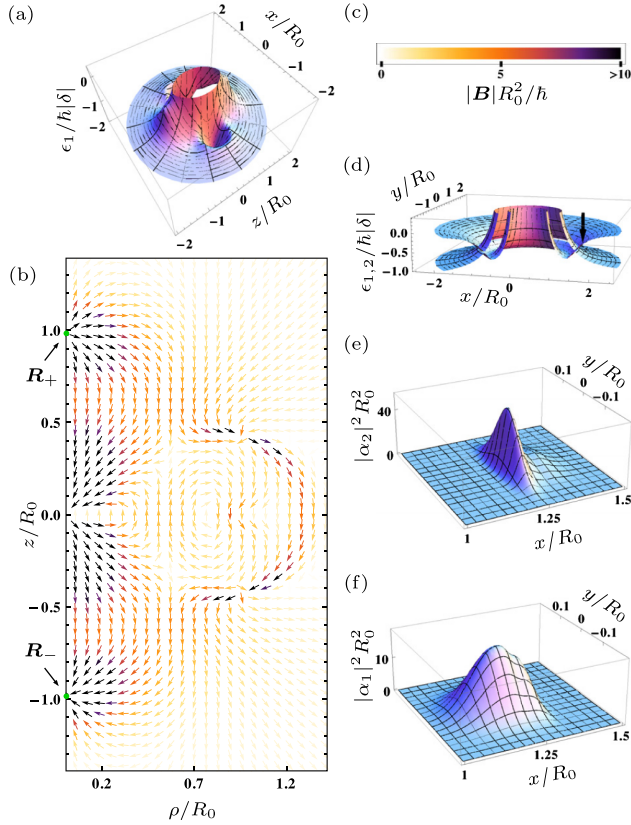 (a)
2
1
0
−1
−2
x/R0
0
−1
−2
ϵ1/ħ|δ|
2
1
0
−1
−2
z/R0
(b)
1.0
0.5
0.0
−0.5
−1.0
z/R0
R+
R−
0.2
0.7
1.2
ρ/R0
(c)
0
5
>10
|B|R0²/ħ
(d)
y/R0
−1 0 1 2
0.0
−0.5
−1.0
ϵ1,2/ħ|δ|
−2
0
2
x/R0
(e)
0.1
0
−0.1
y/R0
40
0
|α2|²R0²
1
1.25
1.5
x/R0
(f)
0.1
0
−0.1
y/R0
10
0
|α1|²R0²
1
1.25
1.5
x/R0